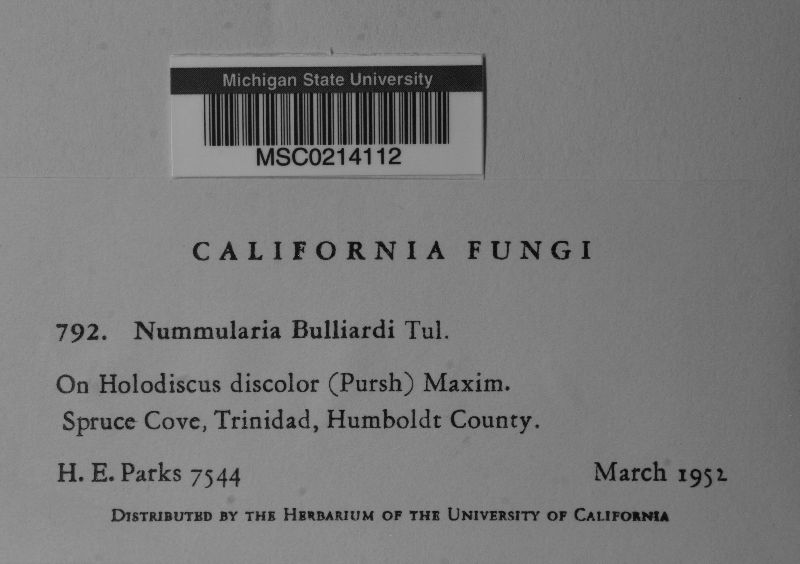 Michigan State University
MSC0214112
CALIFORNIA FUNGI
792. Nummularia Bulliardi Tul.
On Holodiscus discolor (Pursh) Maxim.
Spruce Cove, Trinidad, Humboldt County.
H. E. Parks 7544 March 1952
DISTRIBUTED BY THE HERBARIUM OF THE UNIVERSITY OF CALIFORNIA